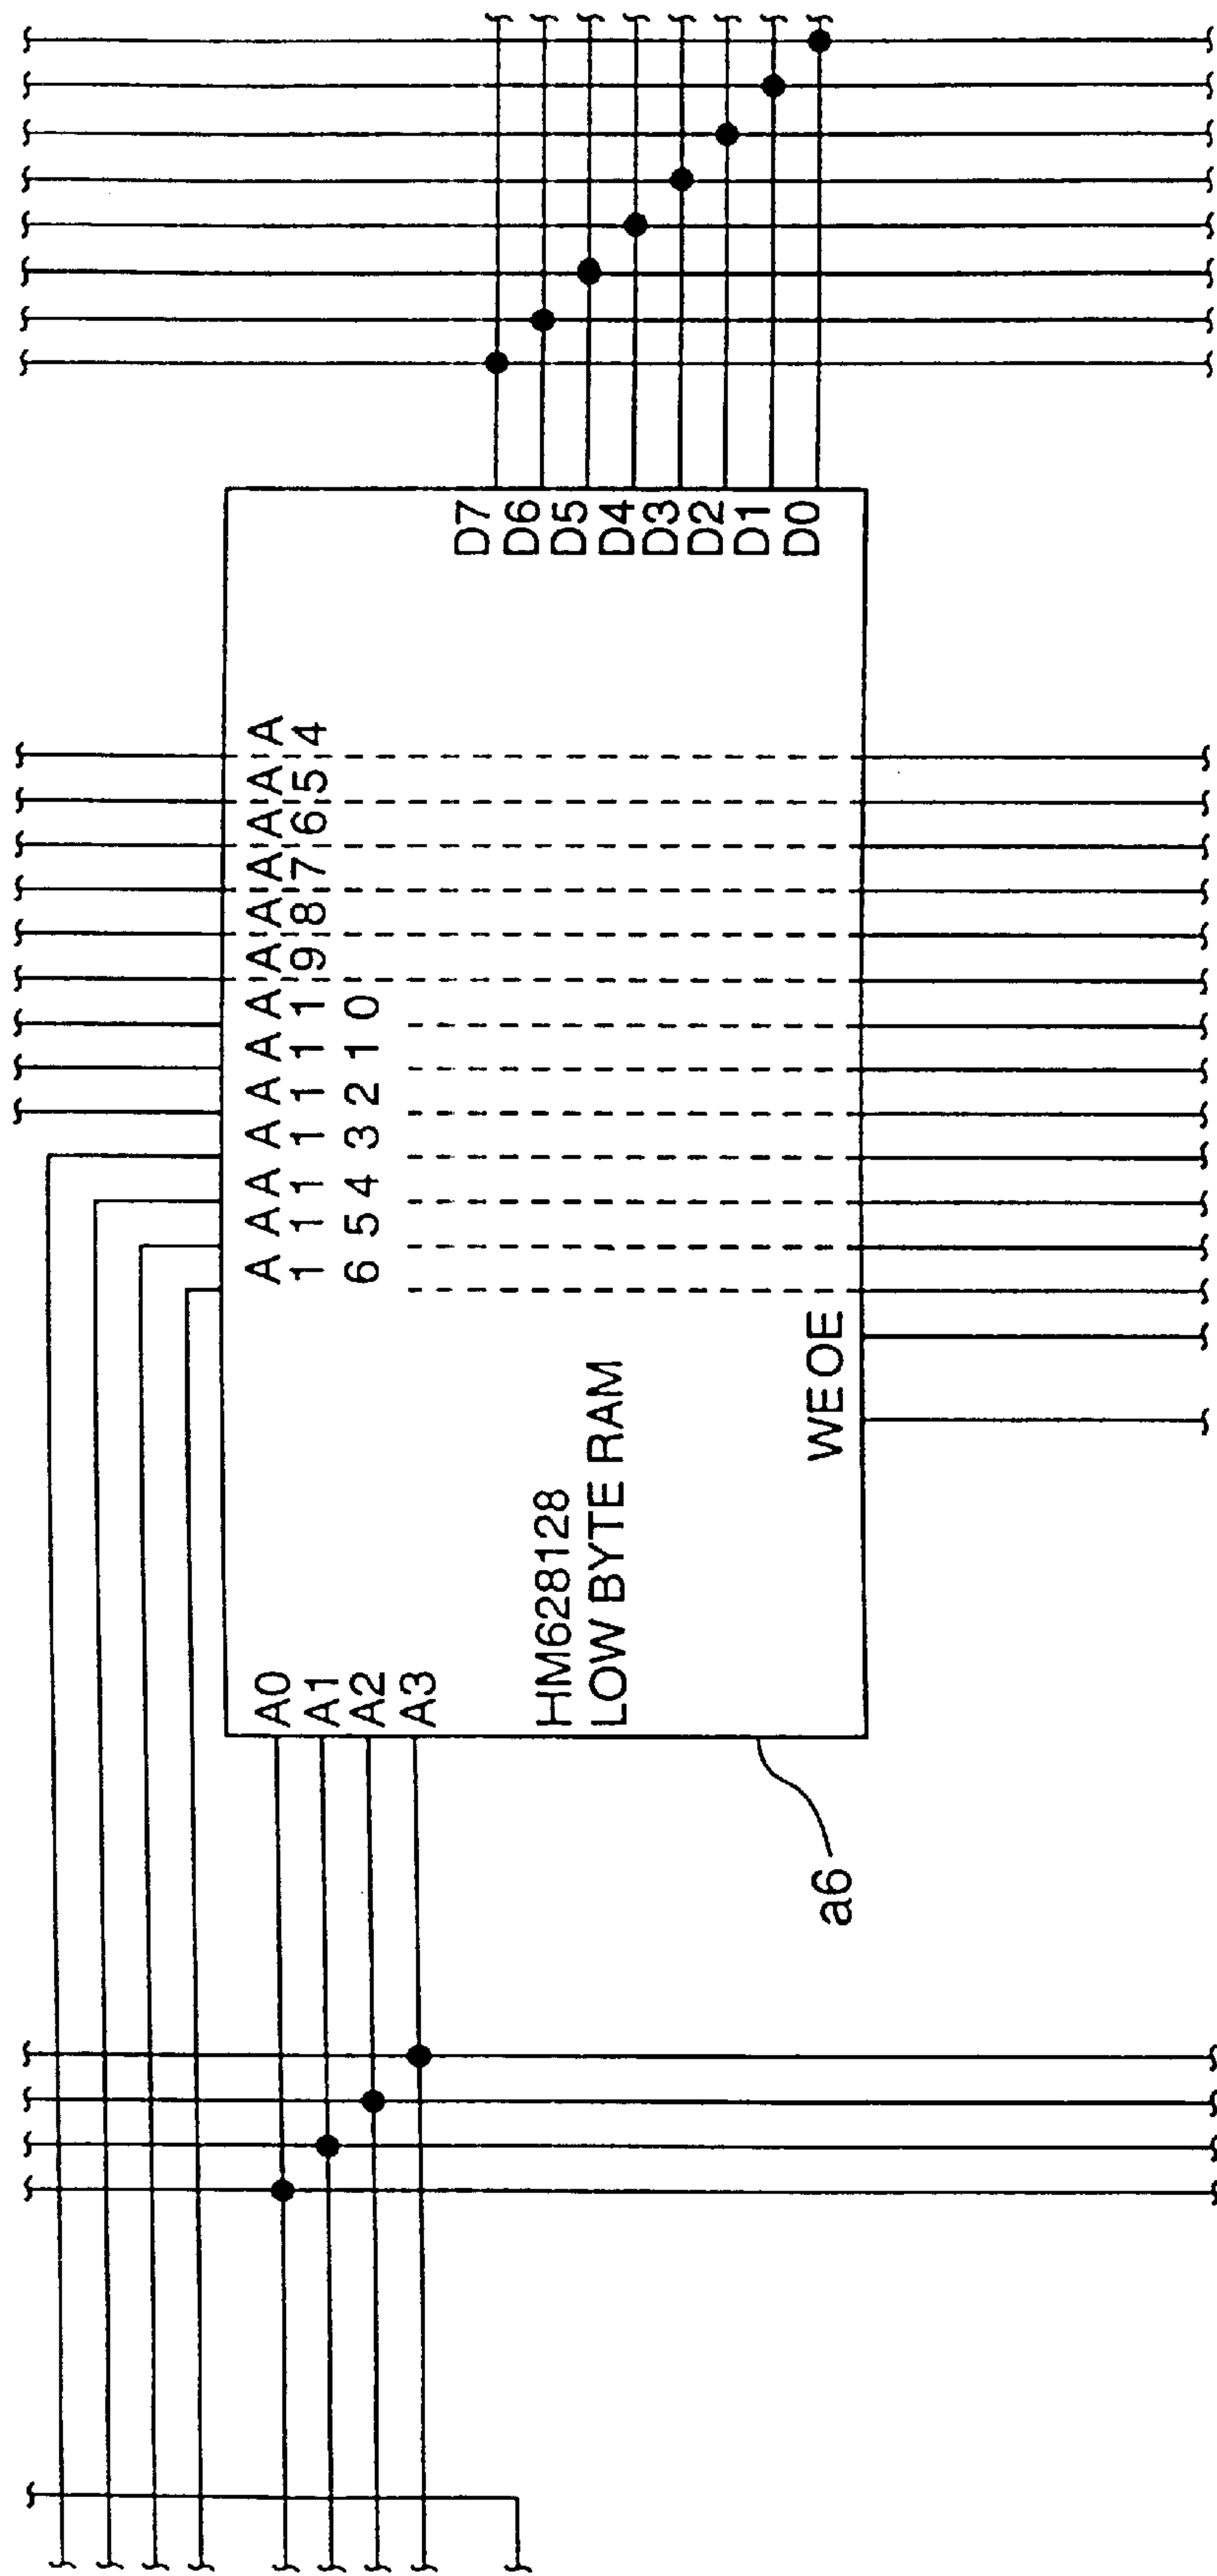 A0
A1
A2
A3
A16 A15 A14 A13 A12 A11 A10 A9 A8 A7 A6 A5 A4
D7
D6
D5
D4
D3
D2
D1
D0
HM628128
LOW BYTE RAM
WE OE
a6